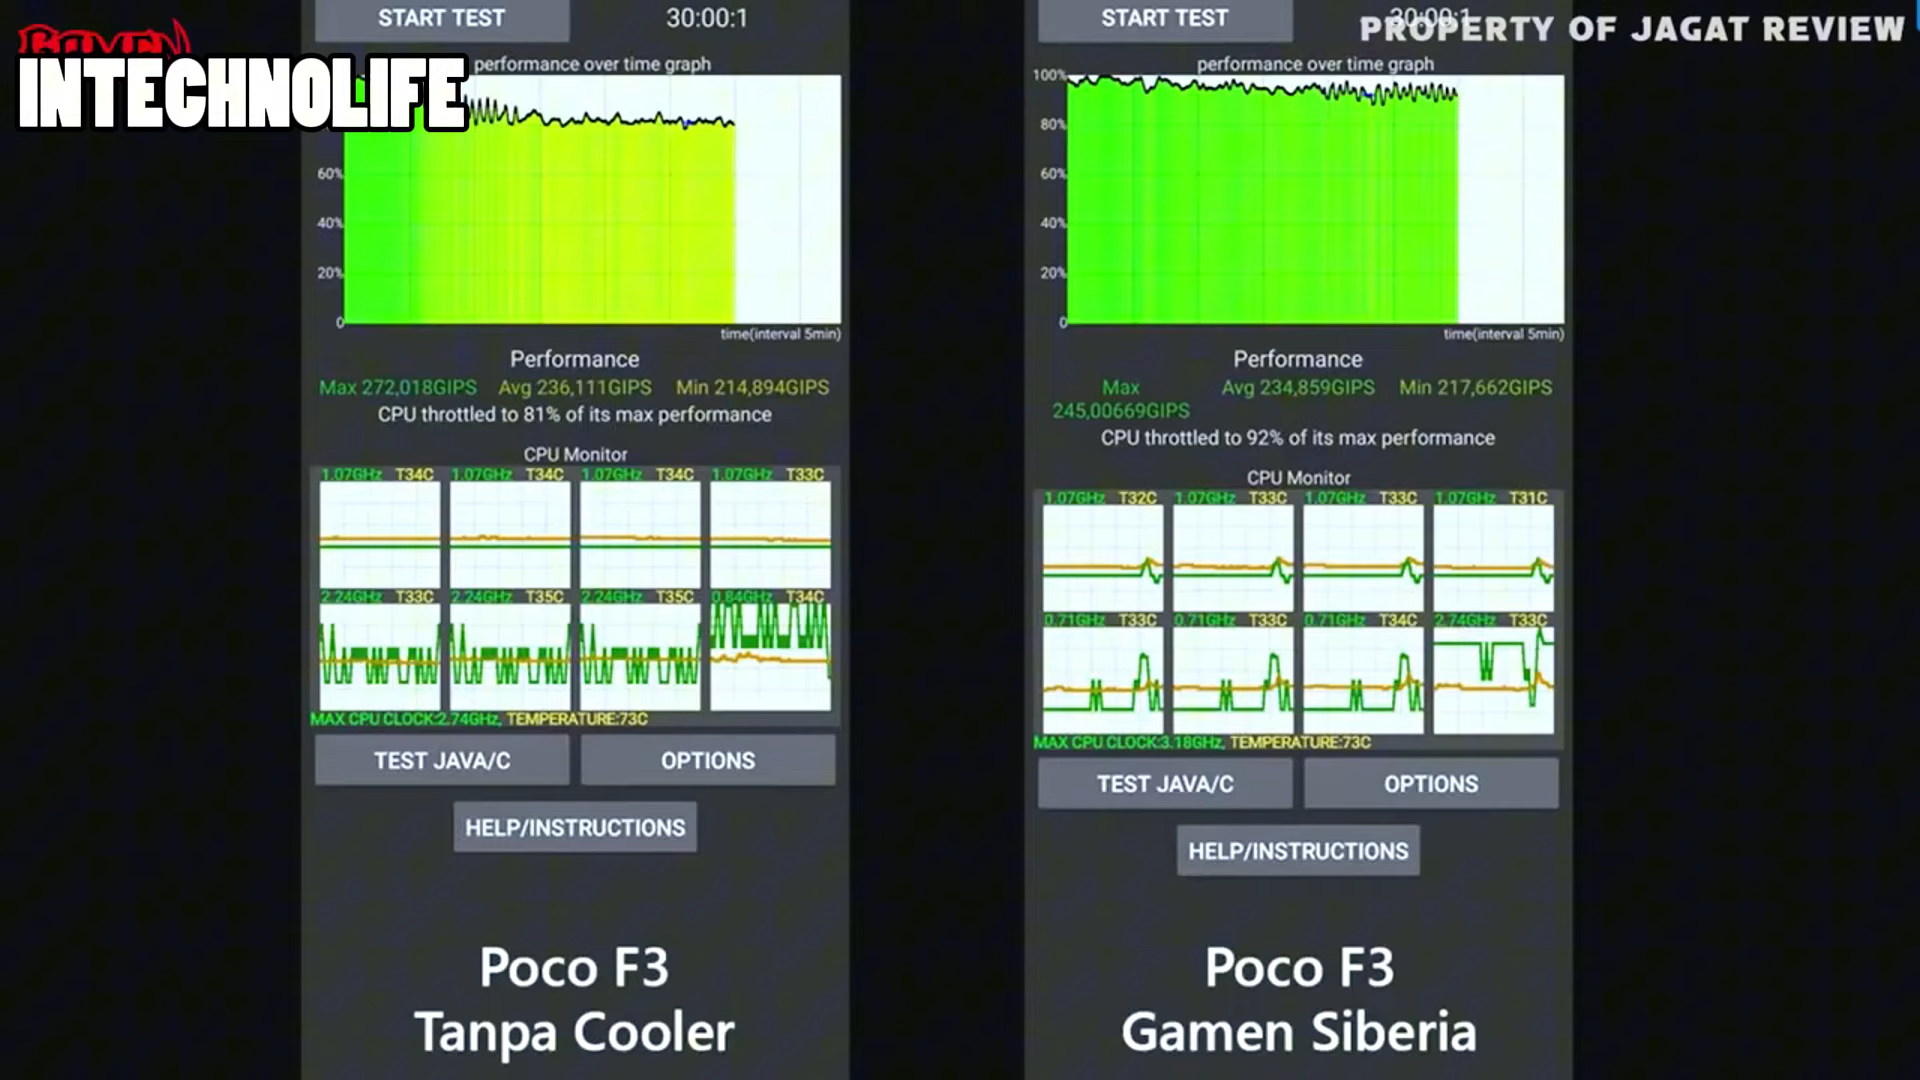 GAMEN
INTECHNOLIFE
PROPERTY OF JAGAT REVIEW
START TEST
30:00:1
performance over time graph
60%
40%
20%
0
time(interval 5min)
Performance
Max 272,018GIPS Avg 236,111GIPS Min 214,894GIPS
CPU throttled to 81% of its max performance
CPU Monitor
1.07GHz T34C 1.07GHz T34C 1.07GHz T34C 1.07GHz T33C
2.24GHz T33C 2.24GHz T35C 2.24GHz T35C 0.84GHz T34C
MAX CPU CLOCK:2.74GHz, TEMPERATURE:73C
TEST JAVA/C
OPTIONS
HELP/INSTRUCTIONS
Poco F3
Tanpa Cooler
START TEST
30:00:1
performance over time graph
100%
80%
60%
40%
20%
0
time(interval 5min)
Performance
Max
245,00669GIPS
Avg 234,859GIPS Min 217,662GIPS
CPU throttled to 92% of its max performance
CPU Monitor
1.07GHz T32C 1.07GHz T33C 1.07GHz T33C 1.07GHz T31C
0.71GHz T33C 0.71GHz T33C 0.71GHz T34C 2.74GHz T33C
MAX CPU CLOCK:3.18GHz, TEMPERATURE:73C
TEST JAVA/C
OPTIONS
HELP/INSTRUCTIONS
Poco F3
Gamen Siberia